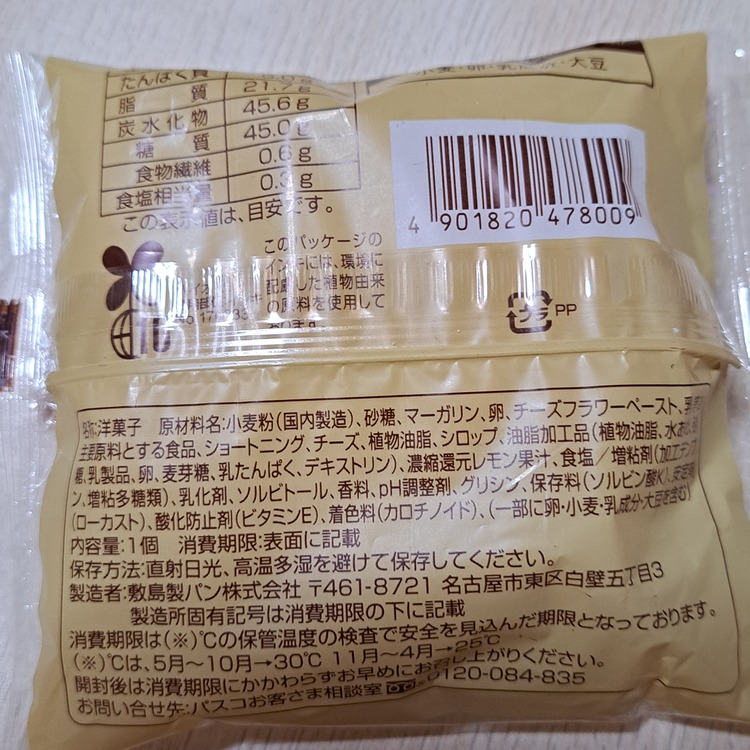 小麦・卵・乳成分・大豆
たんぱく質
脂質 21.7g
炭水化物 45.6g
糖質 45.0g
食物繊維 0.6g
食塩相当量 0.3g
この表示値は、目安です。
4 901820 478009
このパッケージの
インキには、環境に
配慮した植物由来
の原料を使用して
います。
プラ PP
名称:洋菓子 原材料名:小麦粉(国内製造)、砂糖、マーガリン、卵、チーズフラワーペースト、
主要原料とする食品、ショートニング、チーズ、植物油脂、シロップ、油脂加工品(植物油脂、水あめ、
糖、乳製品、卵、麦芽糖、乳たんぱく、デキストリン)、濃縮還元レモン果汁、食塩/増粘剤(加工デンプ
ン、増粘多糖類)、乳化剤、ソルビトール、香料、pH調整剤、グリシン、保存料(ソルビン酸K)、安定剤
(ローカスト)、酸化防止剤(ビタミンE)、着色料(カロチノイド)、(一部に卵・小麦・乳成分・大豆を含む)
内容量:1個 消費期限:表面に記載
保存方法:直射日光、高温多湿を避けて保存してください。
製造者:敷島製パン株式会社 〒461-8721 名古屋市東区白壁五丁目3
製造所固有記号は消費期限の下に記載
消費期限は(※)℃の保管温度の検査で安全を見込んだ期限となっております。
(※)℃は、5月〜10月→30℃ 11月〜4月→25℃
開封後は消費期限にかかわらずお早めにお召し上がりください。
お問い合せ先:パスコお客さま相談室 0120-084-835